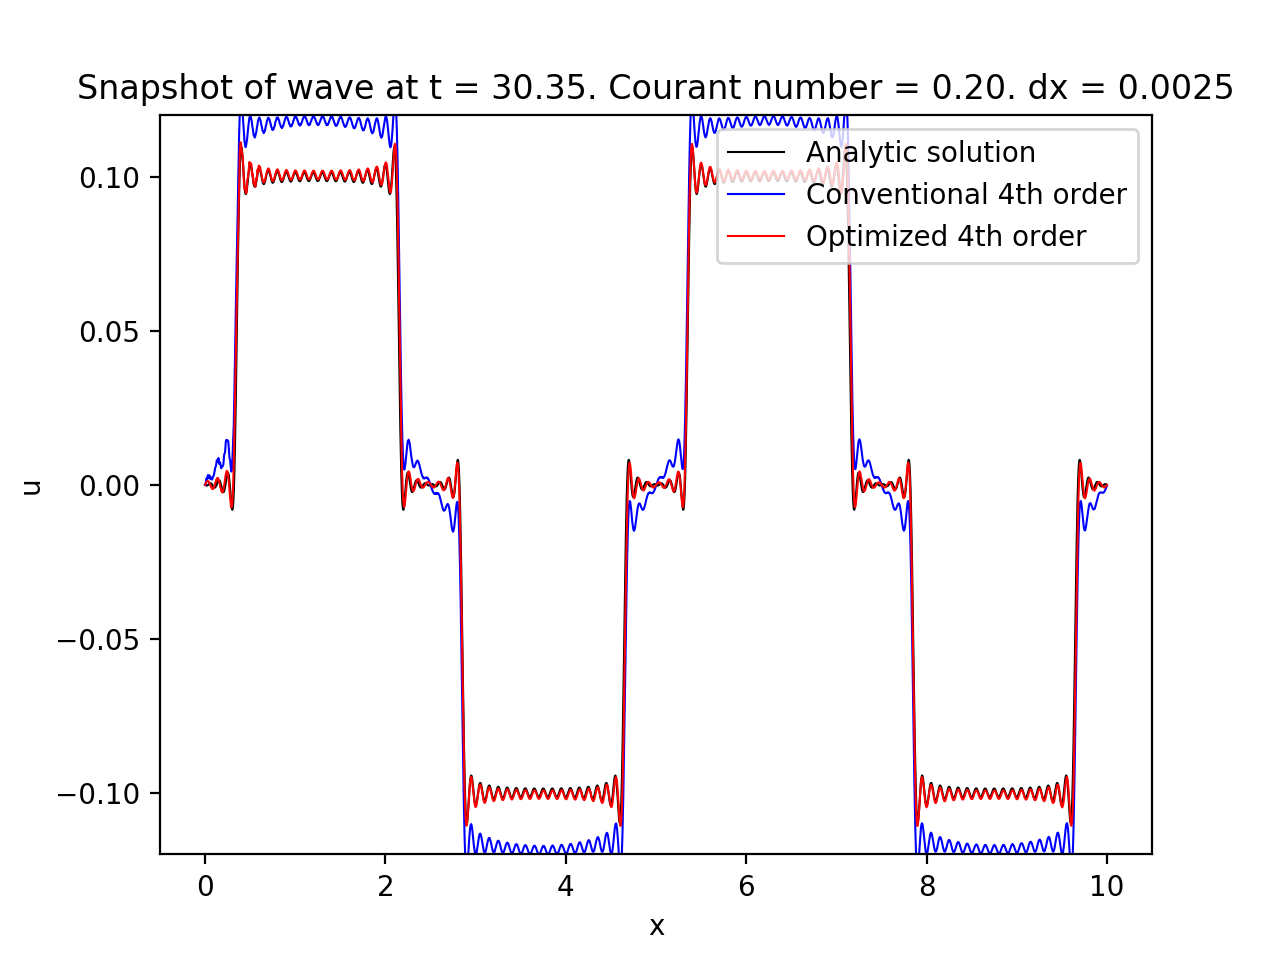 Snapshot of wave at t = 30.35. Courant number = 0.20. dx = 0.0025
Analytic solution
Conventional 4th order
Optimized 4th order
0.10
0.05
0.00
−0.05
−0.10
u
0 2 4 6 8 10
x